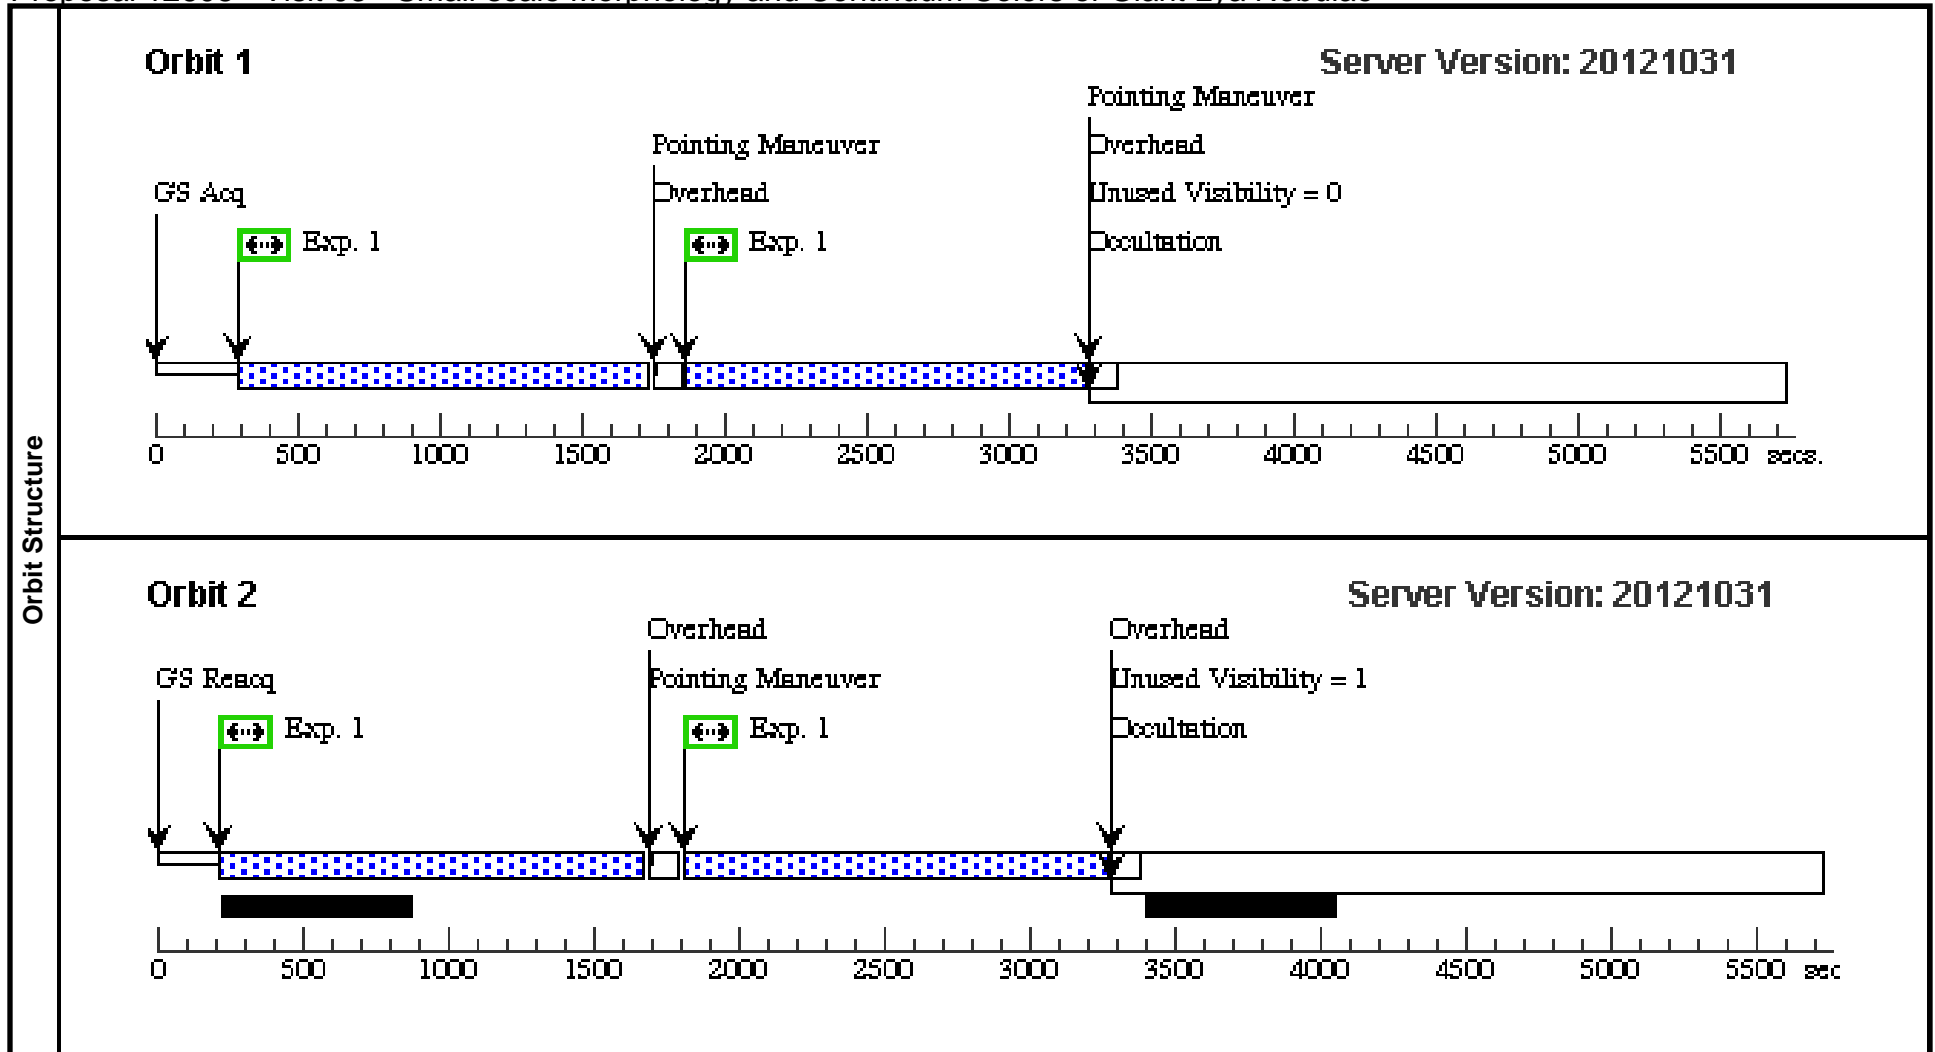 Orbit Structure
Orbit 1
Server Version: 20121031
Pointing Maneuver
Pointing Maneuver
Overhead
GS Acq
Overhead
Unused Visibility = 0
Exp. 1
Exp. 1
Occultation
0 500 1000 1500 2000 2500 3000 3500 4000 4500 5000 5500 secs.
Orbit 2
Server Version: 20121031
Overhead
Overhead
GS Reacq
Pointing Maneuver
Unused Visibility = 1
Exp. 1
Exp. 1
Occultation
0 500 1000 1500 2000 2500 3000 3500 4000 4500 5000 5500 sec